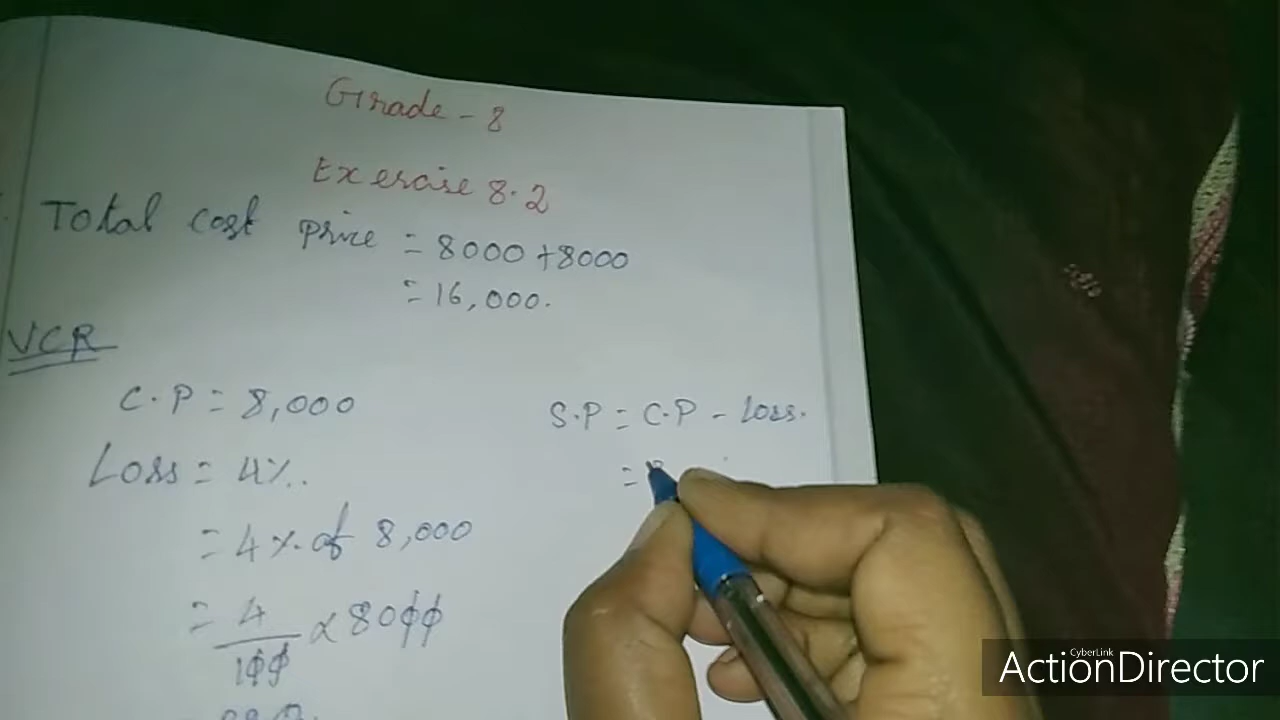 Grade - 8
Exercise 8.2
Total cost price = 8000 + 8000
= 16,000.
VCR
C.P = 8,000
S.P = C.P - Loss.
Loss = 4%.
=
= 4% of 8,000
= 4/100 × 8000
CyberLink
ActionDirector